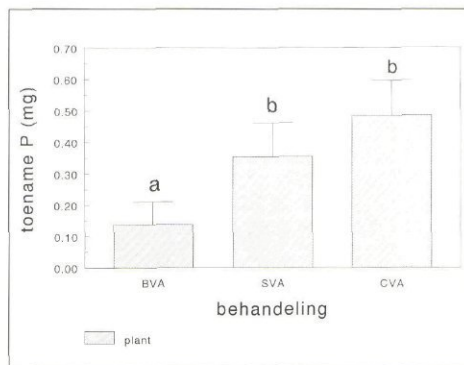 toename P (mg)
0.70
0.60
0.50
0.40
0.30
0.20
0.10
0.00
a
b
b
BVA SVA CVA
behandeling
plant